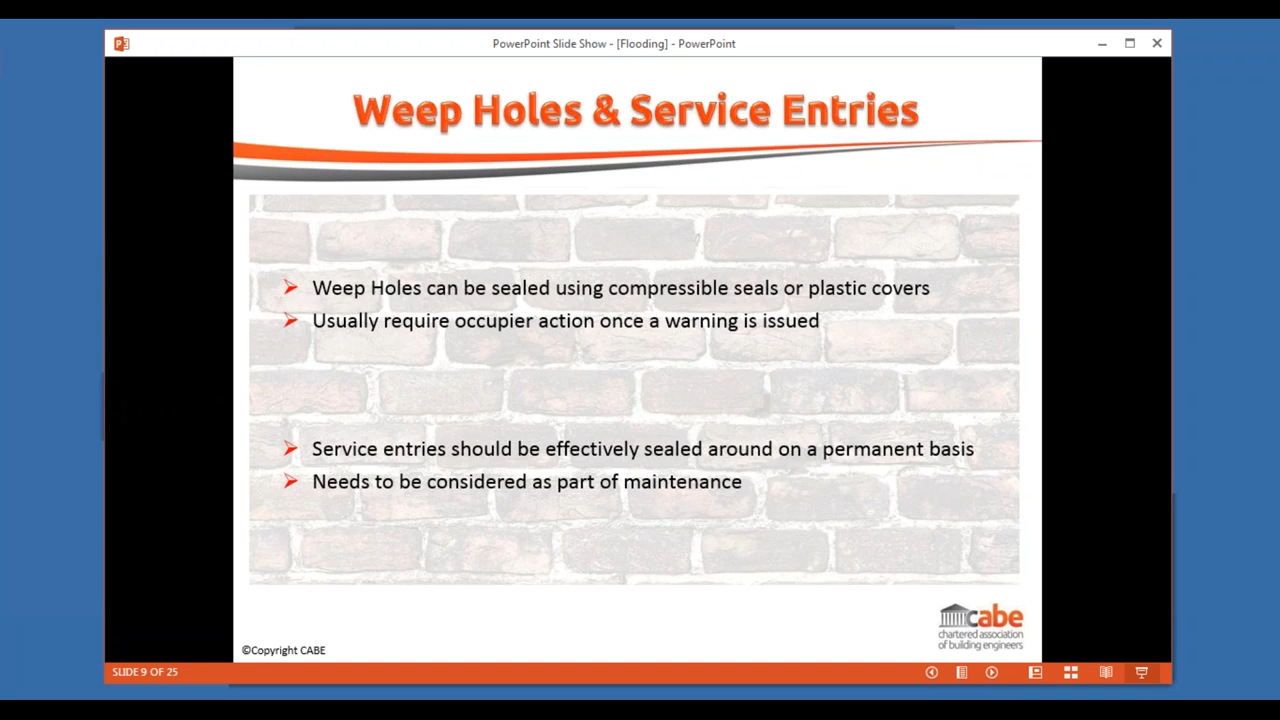 PowerPoint Slide Show - [Flooding] - PowerPoint
Weep Holes & Service Entries
Weep Holes can be sealed using compressible seals or plastic covers
Usually require occupier action once a warning is issued
Service entries should be effectively sealed around on a permanent basis
Needs to be considered as part of maintenance
cabe
chartered association
of building engineers
©Copyright CABE
SLIDE 9 OF 25